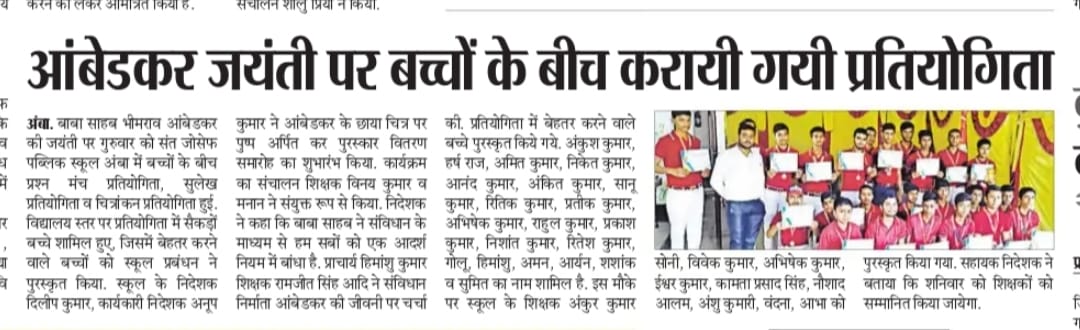 करने को लेकर आमंत्रित किया है.
संचालन शालू प्रिया ने किया.
आंबेडकर जयंती पर बच्चों के बीच करायी गयी प्रतियोगिता
अंबा. बाबा साहब भीमराव आंबेडकर
की जयंती पर गुरुवार को संत जोसेफ
पब्लिक स्कूल अंबा में बच्चों के बीच
प्रश्न मंच प्रतियोगिता, सुलेख
प्रतियोगिता व चित्रांकन प्रतियोगिता हुई.
विद्यालय स्तर पर प्रतियोगिता में सैकड़ों
बच्चे शामिल हुए, जिसमें बेहतर करने
वाले बच्चों को स्कूल प्रबंधन ने
पुरस्कृत किया. स्कूल के निदेशक
दिलीप कुमार, कार्यकारी निदेशक अनूप
कुमार ने आंबेडकर के छाया चित्र पर
पुष्प अर्पित कर पुरस्कार वितरण
समारोह का शुभारंभ किया. कार्यक्रम
का संचालन शिक्षक विनय कुमार व
मनान ने संयुक्त रूप से किया. निदेशक
ने कहा कि बाबा साहब ने संविधान के
माध्यम से हम सबों को एक आदर्श
नियम में बांधा है. प्राचार्य हिमांशु कुमार
शिक्षक रामजीत सिंह आदि ने संविधान
निर्माता आंबेडकर की जीवनी पर चर्चा
की. प्रतियोगिता में बेहतर करने वाले
बच्चे पुरस्कृत किये गये. अंकुश कुमार,
हर्ष राज, अमित कुमार, निकेत कुमार,
आनंद कुमार, अंकित कुमार, सानू
कुमार, रितिक कुमार, प्रतीक कुमार,
अभिषेक कुमार, राहुल कुमार, प्रकाश
कुमार, निशांत कुमार, रितेश कुमार,
गोलू, हिमांशु, अमन, आर्यन, शशांक
व सुमित का नाम शामिल है. इस मौके
पर स्कूल के शिक्षक अंकुर कुमार
सोनी, विवेक कुमार, अभिषेक कुमार,
ईश्वर कुमार, कामता प्रसाद सिंह, नौशाद
आलम, अंशु कुमारी, वंदना, आभा को
पुरस्कृत किया गया. सहायक निदेशक ने
बताया कि शनिवार को शिक्षकों को
सम्मानित किया जायेगा.